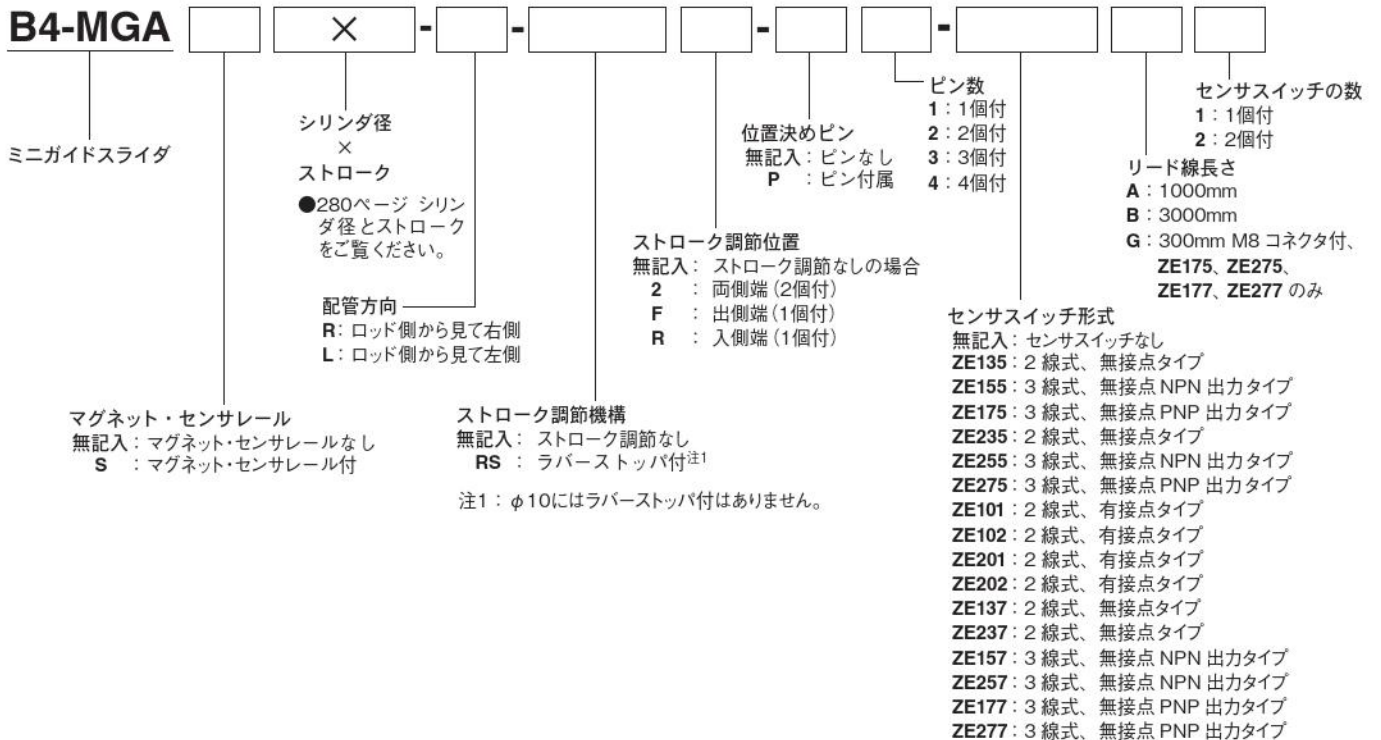 B4-MGA × - - - -
ミニガイドスライダ
マグネット・センサレール
無記入：マグネット・センサレールなし
S ：マグネット・センサレール付
シリンダ径
×
ストローク
●280ページ シリン
ダ径とストローク
をご覧ください。
配管方向
R：ロッド側から見て右側
L：ロッド側から見て左側
ストローク調節機構
無記入： ストローク調節なし
RS ： ラバーストッパ付注1
注1：φ10にはラバーストッパ付はありません。
ストローク調節位置
無記入： ストローク調節なしの場合
2 ： 両側端（2個付）
F ： 出側端（1個付）
R ： 入側端（1個付）
位置決めピン
無記入：ピンなし
P ：ピン付属
ピン数
1：1個付
2：2個付
3：3個付
4：4個付
センサスイッチ形式
無記入：センサスイッチなし
ZE135：2 線式、無接点タイプ
ZE155：3 線式、無接点 NPN 出力タイプ
ZE175：3 線式、無接点 PNP 出力タイプ
ZE235：2 線式、無接点タイプ
ZE255：3 線式、無接点 NPN 出力タイプ
ZE275：3 線式、無接点 PNP 出力タイプ
ZE101：2 線式、有接点タイプ
ZE102：2 線式、有接点タイプ
ZE201：2 線式、有接点タイプ
ZE202：2 線式、有接点タイプ
ZE137：2 線式、無接点タイプ
ZE237：2 線式、無接点タイプ
ZE157：3 線式、無接点 NPN 出力タイプ
ZE257：3 線式、無接点 NPN 出力タイプ
ZE177：3 線式、無接点 PNP 出力タイプ
ZE277：3 線式、無接点 PNP 出力タイプ
リード線長さ
A：1000mm
B：3000mm
G：300mm M8 コネクタ付、
ZE175、ZE275、
ZE177、ZE277 のみ
センサスイッチの数
1：1個付
2：2個付